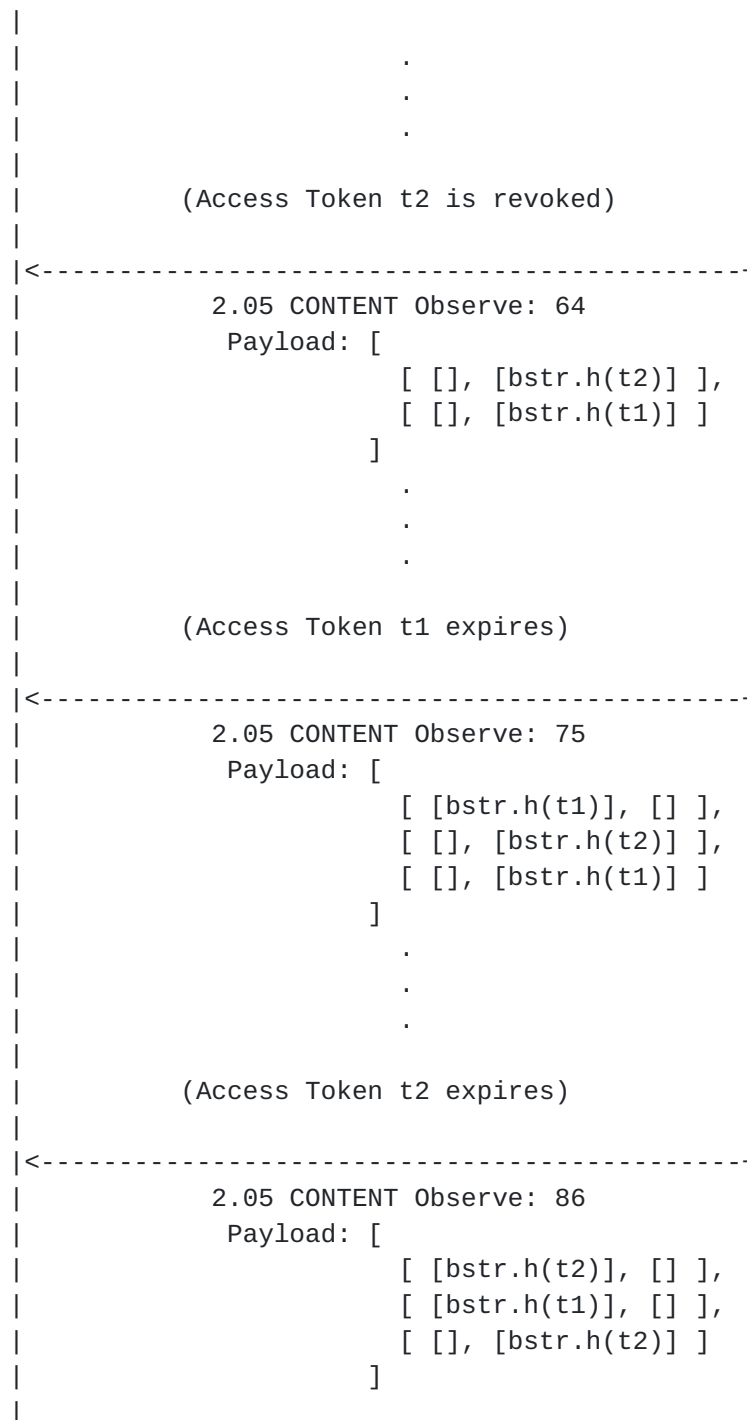 |
|                         .
|                         .
|                         .
|
|           (Access Token t2 is revoked)
|
|<---------------------------------------------+
|             2.05 CONTENT Observe: 64
|              Payload: [
|                         [ [], [bstr.h(t2)] ],
|                         [ [], [bstr.h(t1)] ]
|                       ]
|                         .
|                         .
|                         .
|
|           (Access Token t1 expires)
|
|<---------------------------------------------+
|             2.05 CONTENT Observe: 75
|              Payload: [
|                         [ [bstr.h(t1)], [] ],
|                         [ [], [bstr.h(t2)] ],
|                         [ [], [bstr.h(t1)] ]
|                       ]
|                         .
|                         .
|                         .
|
|           (Access Token t2 expires)
|
|<---------------------------------------------+
|             2.05 CONTENT Observe: 86
|              Payload: [
|                         [ [bstr.h(t2)], [] ],
|                         [ [bstr.h(t1)], [] ],
|                         [ [], [bstr.h(t2)] ]
|                       ]
|